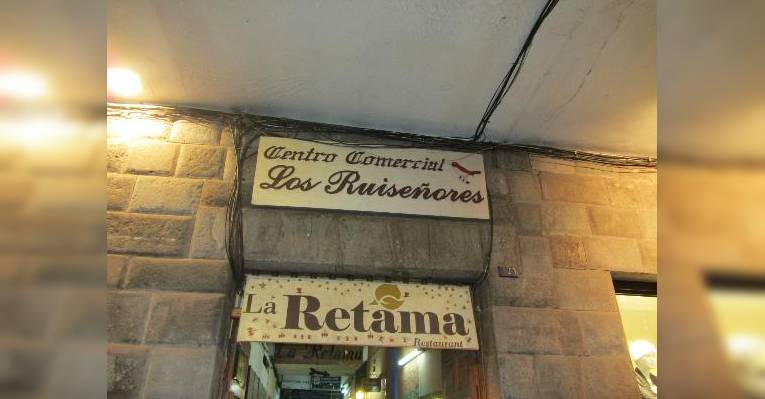 Centro Comercial
Los Ruiseñores
La Retama
Restaurant
La Retama